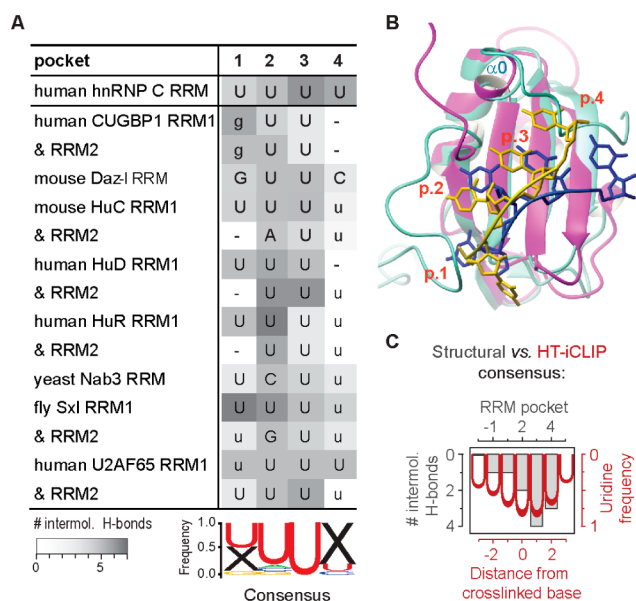 A
pocket 1 2 3 4
human hnRNP C RRM U U U U
human CUGBP1 RRM1 g U U -
& RRM2 g U U -
mouse Daz-l RRM G U U C
mouse HuC RRM1 U U U u
& RRM2 - A U u
human HuD RRM1 U U U -
& RRM2 - U U u
human HuR RRM1 U U U u
& RRM2 - U U u
yeast Nab3 RRM U C U u
fly Sxl RRM1 U U U u
& RRM2 u G U u
human U2AF65 RRM1 u U U U
& RRM2 U U U u
# intermol. H-bonds
0 5
Frequency
1.0
0.5
0.0
U X U U X
Consensus
B
α0
p.4
p.3
p.2
p.1
C
Structural vs. HT-iCLIP
consensus:
RRM pocket
-1 2 4
# intermol.
H-bonds
0
2
4
0
1
Uridine
frequency
-2 0 2
Distance from
crosslinked base